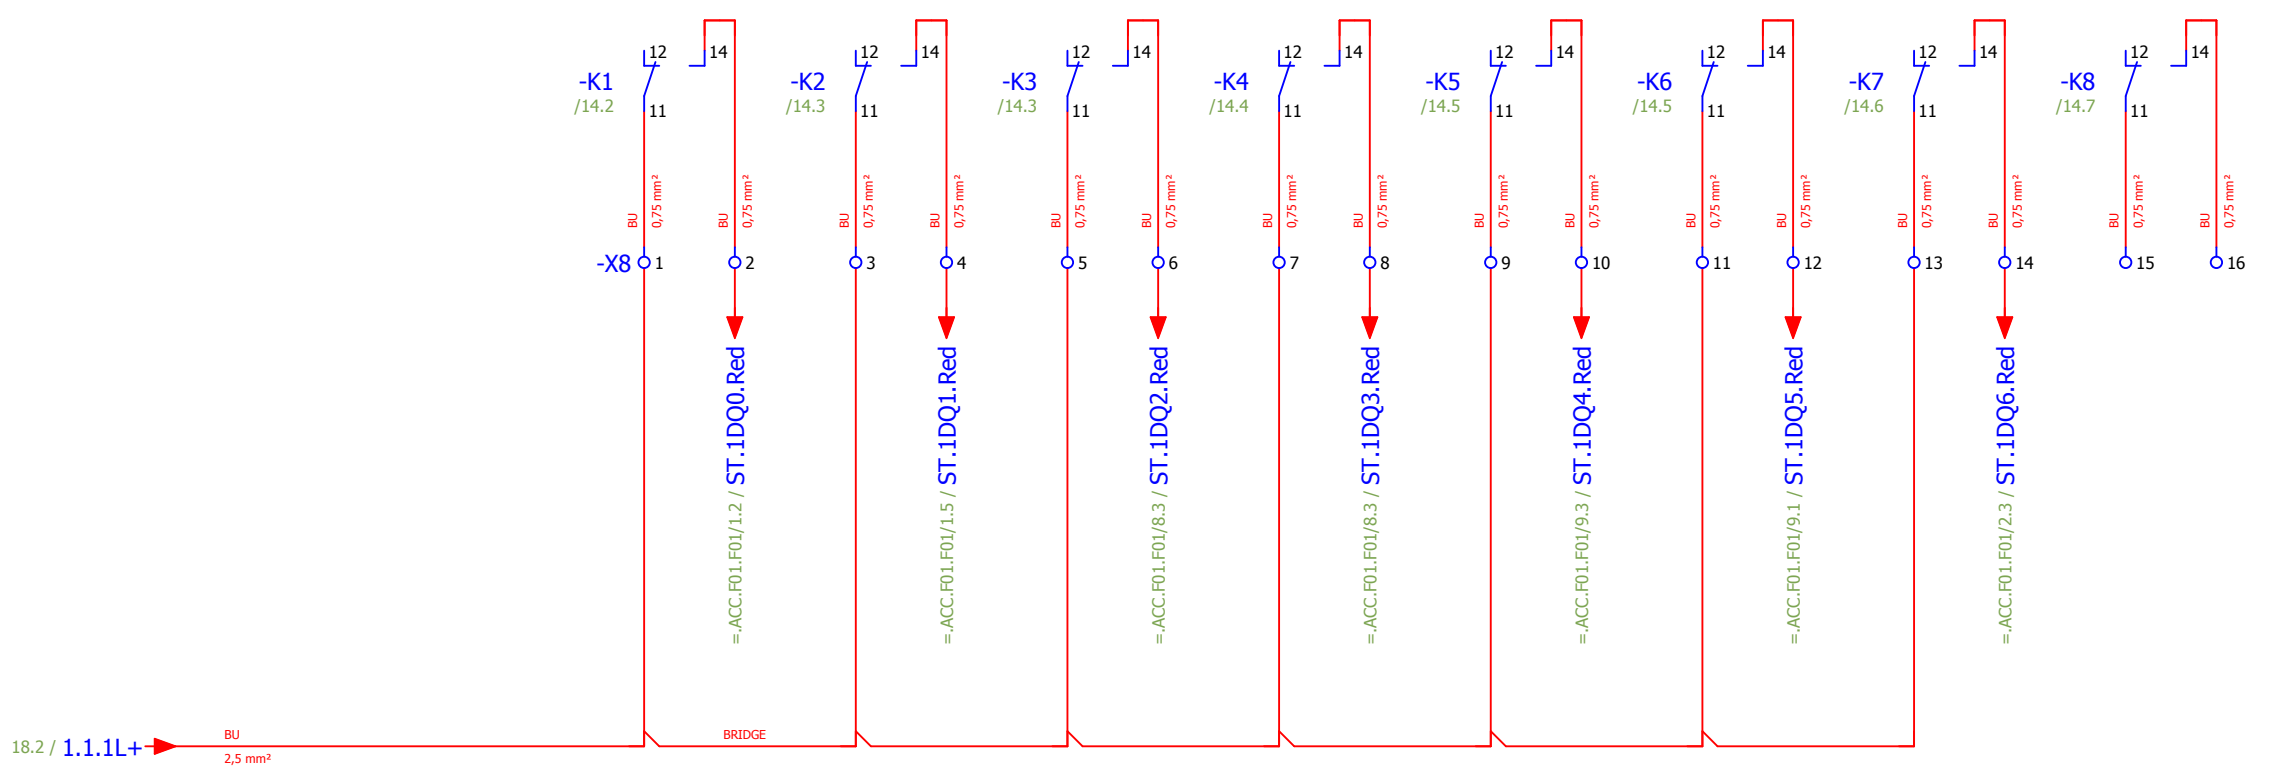 12 14 12 14 12 14 12 14 12 14 12 14 12 14 12 14
-K1 -K2 -K3 -K4 -K5 -K6 -K7 -K8
/14.2 /14.3 /14.3 /14.4 /14.5 /14.5 /14.6 /14.7
11 11 11 11 11 11 11 11
BU BU BU BU BU BU BU BU BU BU BU BU BU BU BU BU
0,75 mm² 0,75 mm² 0,75 mm² 0,75 mm² 0,75 mm² 0,75 mm² 0,75 mm² 0,75 mm² 0,75 mm² 0,75 mm² 0,75 mm² 0,75 mm² 0,75 mm² 0,75 mm² 0,75 mm² 0,75 mm²
-X8 1 2 3 4 5 6 7 8 9 10 11 12 13 14 15 16
=.ACC.F01.F01/1.2 / ST.1DQ0.Red
=.ACC.F01.F01/1.5 / ST.1DQ1.Red
=.ACC.F01.F01/8.3 / ST.1DQ2.Red
=.ACC.F01.F01/8.3 / ST.1DQ3.Red
=.ACC.F01.F01/9.3 / ST.1DQ4.Red
=.ACC.F01.F01/9.1 / ST.1DQ5.Red
=.ACC.F01.F01/2.3 / ST.1DQ6.Red
BU BRIDGE
18.2 / 1.1.1L+
2,5 mm²